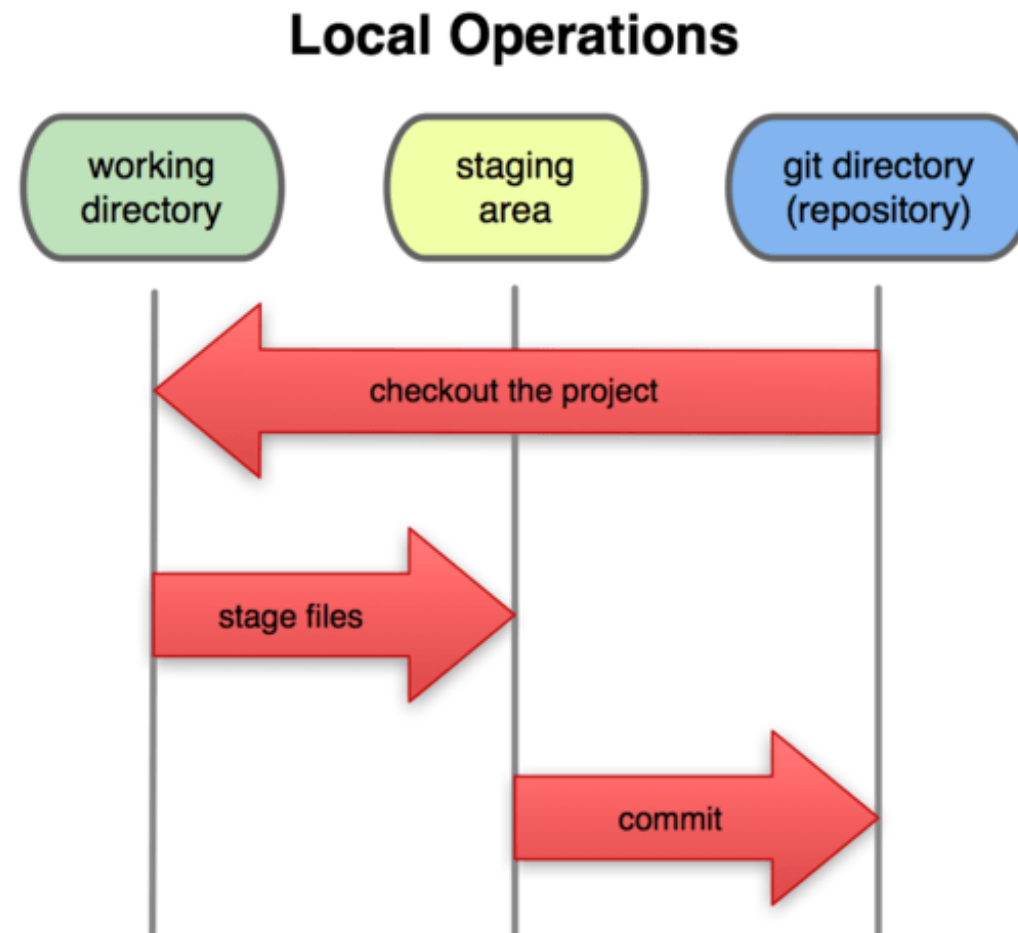 Local Operations
working
directory
staging
area
git directory
(repository)
checkout the project
stage files
commit